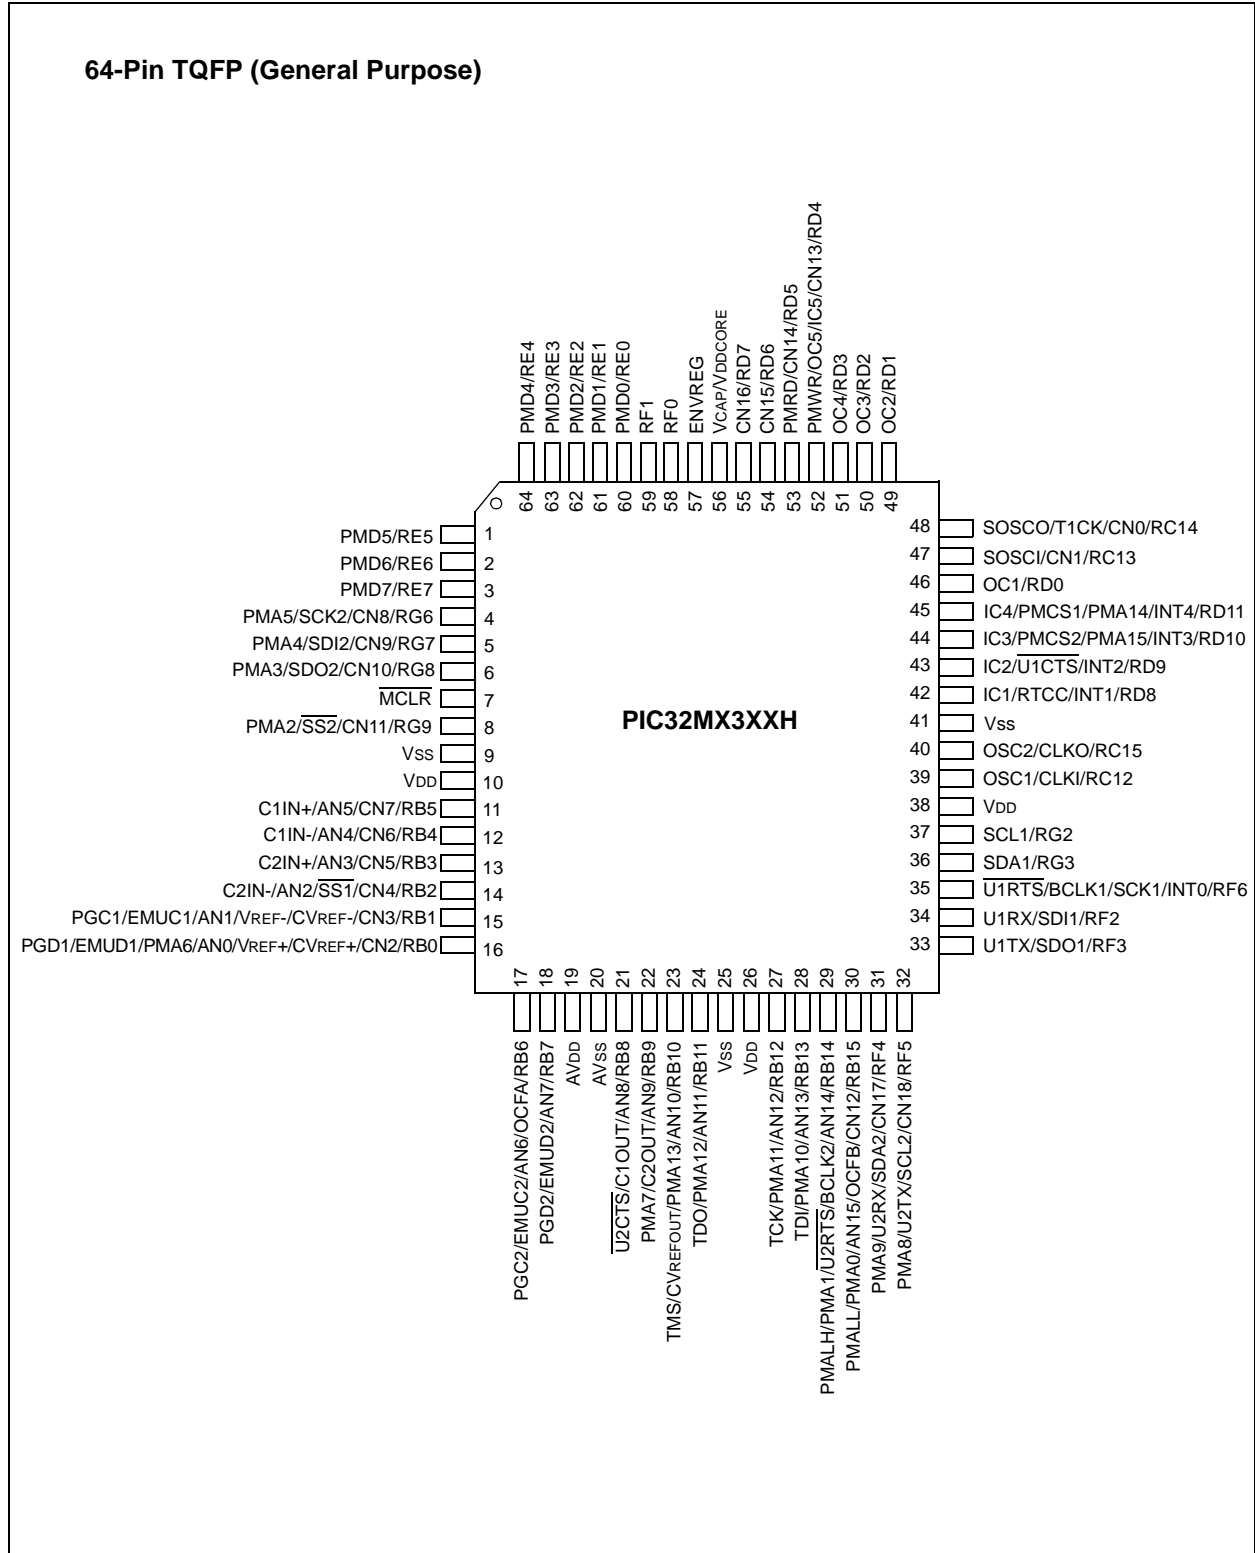 64-Pin TQFP (General Purpose)
PMD4/RE4
PMD3/RE3
PMD2/RE2
PMD1/RE1
PMD0/RE0
RF1
RF0
ENVREG
VCAP/VDDCORE
CN16/RD7
CN15/RD6
PMRD/CN14/RD5
PMWR/OC5/IC5/CN13/RD4
OC4/RD3
OC3/RD2
OC2/RD1
64
63
62
61
60
59
58
57
56
55
54
53
52
51
50
49
PMD5/RE5 1
PMD6/RE6 2
PMD7/RE7 3
PMA5/SCK2/CN8/RG6 4
PMA4/SDI2/CN9/RG7 5
PMA3/SDO2/CN10/RG8 6
MCLR 7
PMA2/SS2/CN11/RG9 8
VSS 9
VDD 10
C1IN+/AN5/CN7/RB5 11
C1IN-/AN4/CN6/RB4 12
C2IN+/AN3/CN5/RB3 13
C2IN-/AN2/SS1/CN4/RB2 14
PGC1/EMUC1/AN1/VREF-/CVREF-/CN3/RB1 15
PGD1/EMUD1/PMA6/AN0/VREF+/CVREF+/CN2/RB0 16
PIC32MX3XXH
48 SOSCO/T1CK/CN0/RC14
47 SOSCI/CN1/RC13
46 OC1/RD0
45 IC4/PMCS1/PMA14/INT4/RD11
44 IC3/PMCS2/PMA15/INT3/RD10
43 IC2/U1CTS/INT2/RD9
42 IC1/RTCC/INT1/RD8
41 Vss
40 OSC2/CLKO/RC15
39 OSC1/CLKI/RC12
38 VDD
37 SCL1/RG2
36 SDA1/RG3
35 U1RTS/BCLK1/SCK1/INT0/RF6
34 U1RX/SDI1/RF2
33 U1TX/SDO1/RF3
17
18
19
20
21
22
23
24
25
26
27
28
29
30
31
32
PGC2/EMUC2/AN6/OCFA/RB6
PGD2/EMUD2/AN7/RB7
AVDD
AVSS
U2CTS/C1OUT/AN8/RB8
PMA7/C2OUT/AN9/RB9
TMS/CVREFOUT/PMA13/AN10/RB10
TDO/PMA12/AN11/RB11
VSS
VDD
TCK/PMA11/AN12/RB12
TDI/PMA10/AN13/RB13
PMALH/PMA1/U2RTS/BCLK2/AN14/RB14
PMALL/PMA0/AN15/OCFB/CN12/RB15
PMA9/U2RX/SDA2/CN17/RF4
PMA8/U2TX/SCL2/CN18/RF5